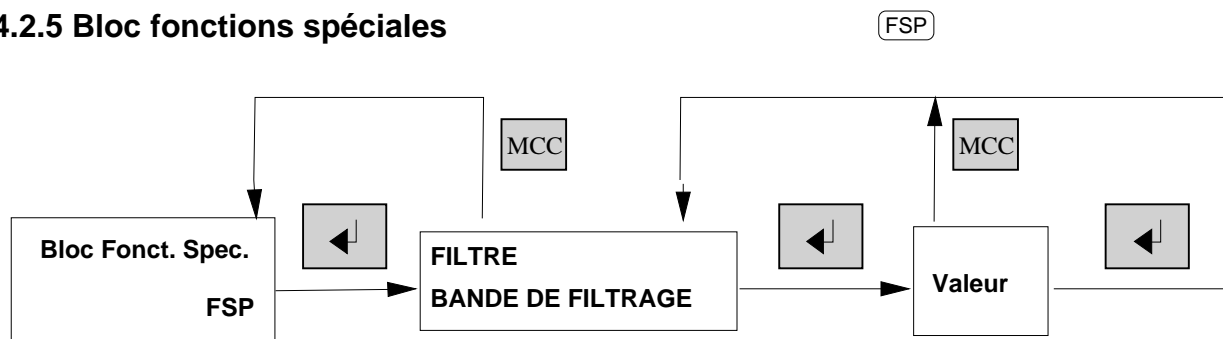 4.2.5 Bloc fonctions spéciales
FSP
MCC
MCC
Bloc Fonct. Spec.
FSP
FILTRE
BANDE DE FILTRAGE
Valeur